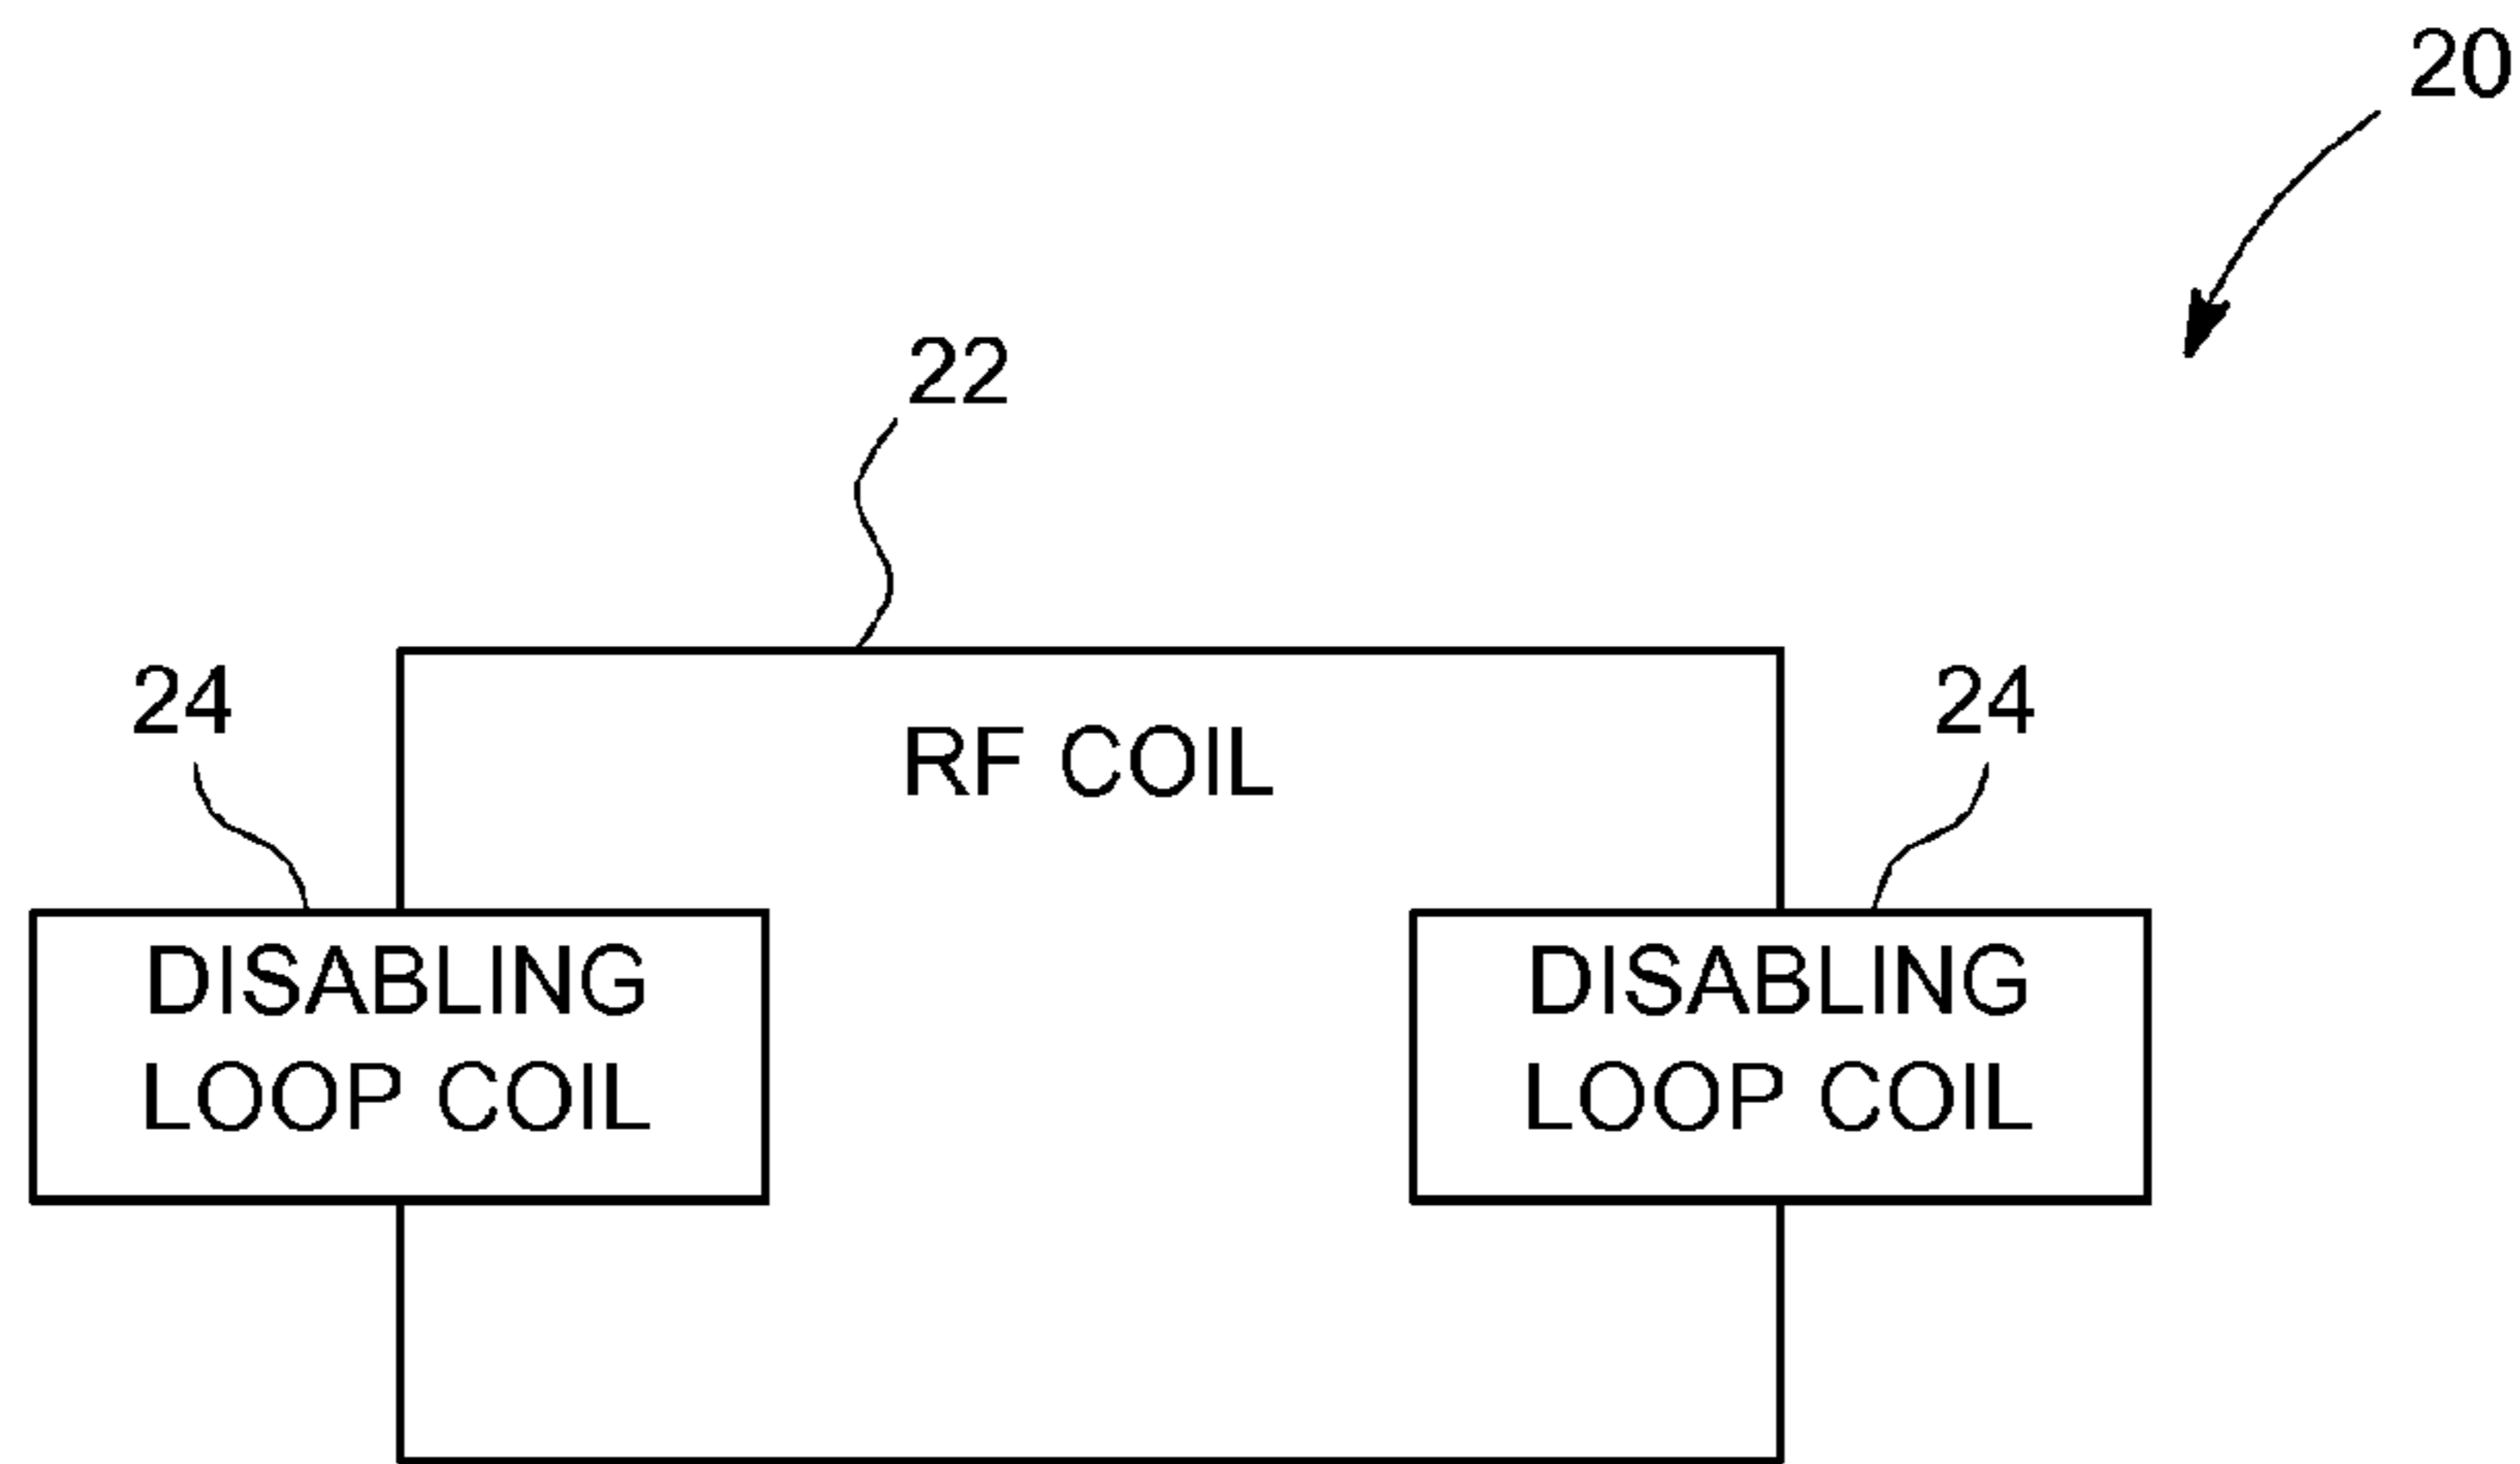 20
22
24
24
RF COIL
DISABLING
LOOP COIL
DISABLING
LOOP COIL